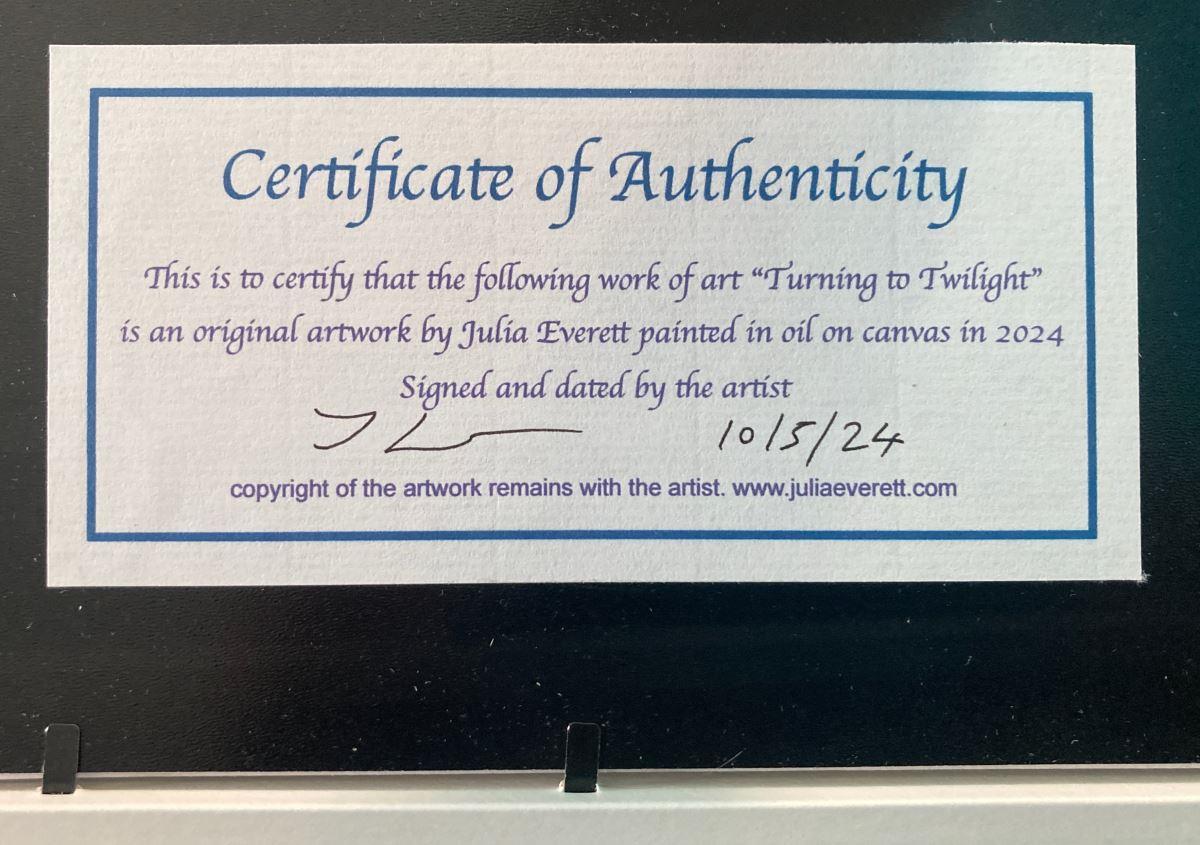 Certificate of Authenticity
This is to certify that the following work of art “Turning to Twilight”
is an original artwork by Julia Everett painted in oil on canvas in 2024
Signed and dated by the artist
10/5/24
copyright of the artwork remains with the artist. www.juliaeverett.com